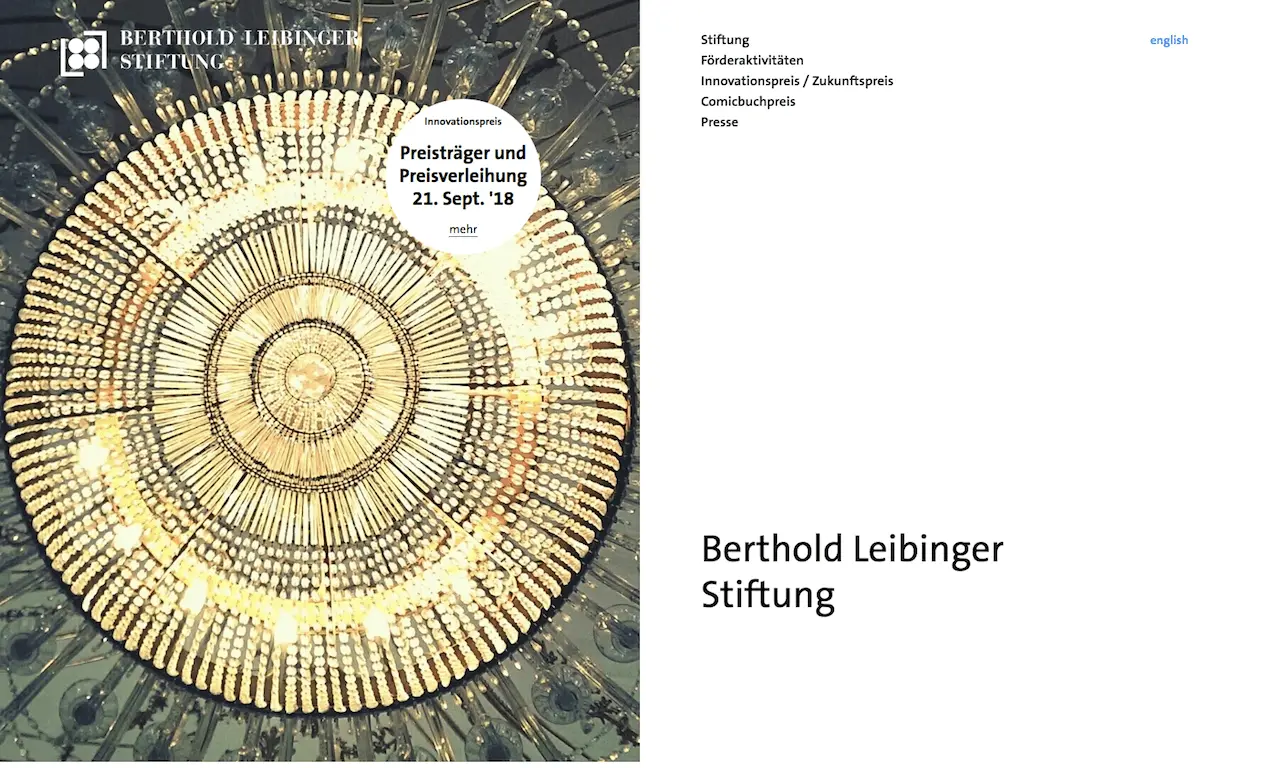 BERTHOLD LEIBINGER
STIFTUNG
Innovationspreis
Preisträger und
Preisverleihung
21. Sept. '18
mehr
Stiftung
Förderaktivitäten
Innovationspreis / Zukunftspreis
Comicbuchpreis
Presse
english
Berthold Leibinger
Stiftung